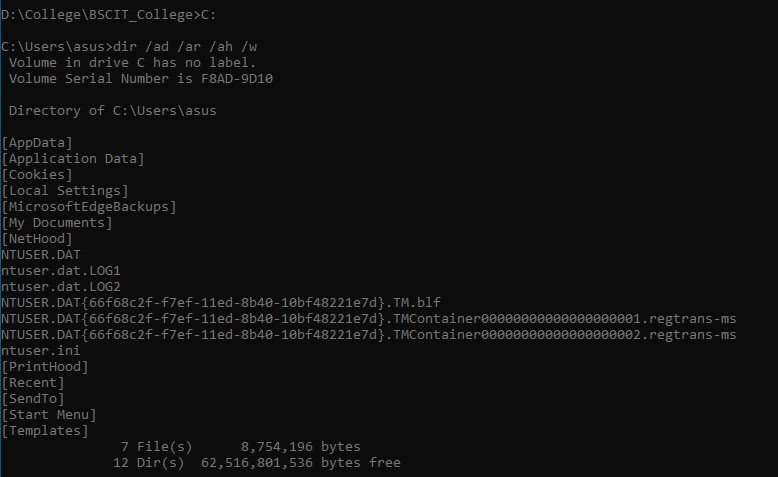 D:\College\BSCIT_College>C:
C:\Users\asus>dir /ad /ar /ah /w
Volume in drive C has no label.
Volume Serial Number is F8AD-9D10
Directory of C:\Users\asus
[AppData]
[Application Data]
[Cookies]
[Local Settings]
[MicrosoftEdgeBackups]
[My Documents]
[NetHood]
NTUSER.DAT
ntuser.dat.LOG1
ntuser.dat.LOG2
NTUSER.DAT{66f68c2f-f7ef-11ed-8b40-10bf48221e7d}.TM.blf
NTUSER.DAT{66f68c2f-f7ef-11ed-8b40-10bf48221e7d}.TMContainer00000000000000000001.regtrans-ms
NTUSER.DAT{66f68c2f-f7ef-11ed-8b40-10bf48221e7d}.TMContainer00000000000000000002.regtrans-ms
ntuser.ini
[PrintHood]
[Recent]
[SendTo]
[Start Menu]
[Templates]
7 File(s) 8,754,196 bytes
12 Dir(s) 62,516,801,536 bytes free